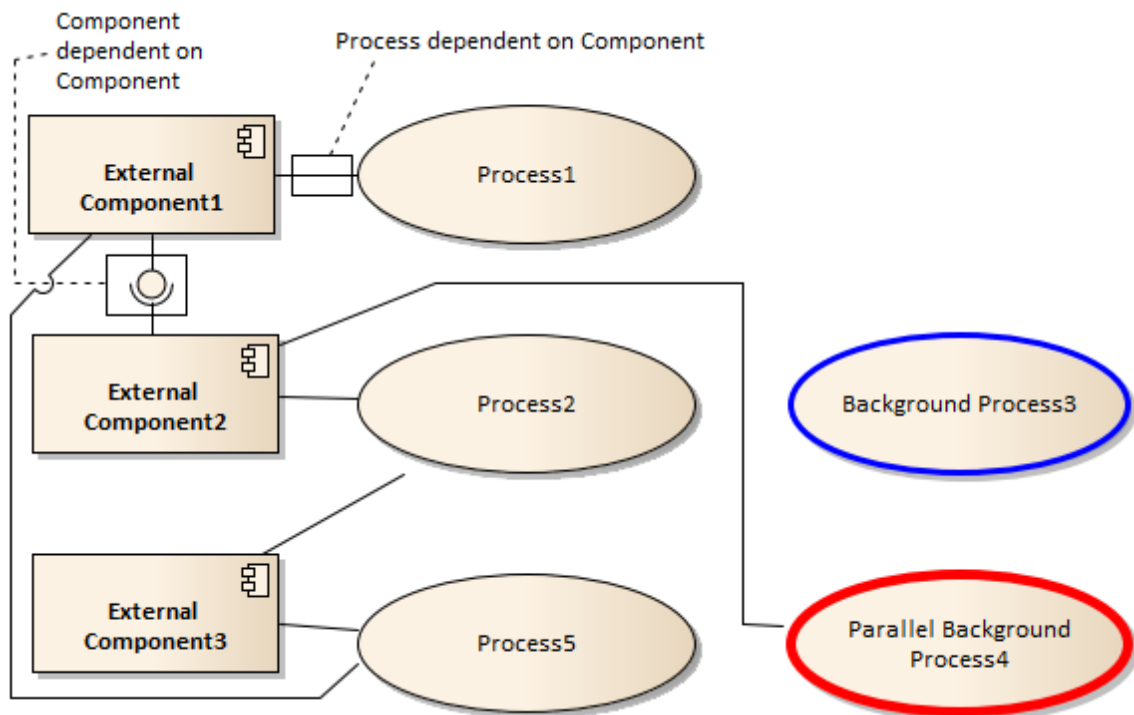 Component
dependent on
Component
Process dependent on Component
External
Component1
Process1
External
Component2
Process2
Background Process3
External
Component3
Process5
Parallel Background
Process4